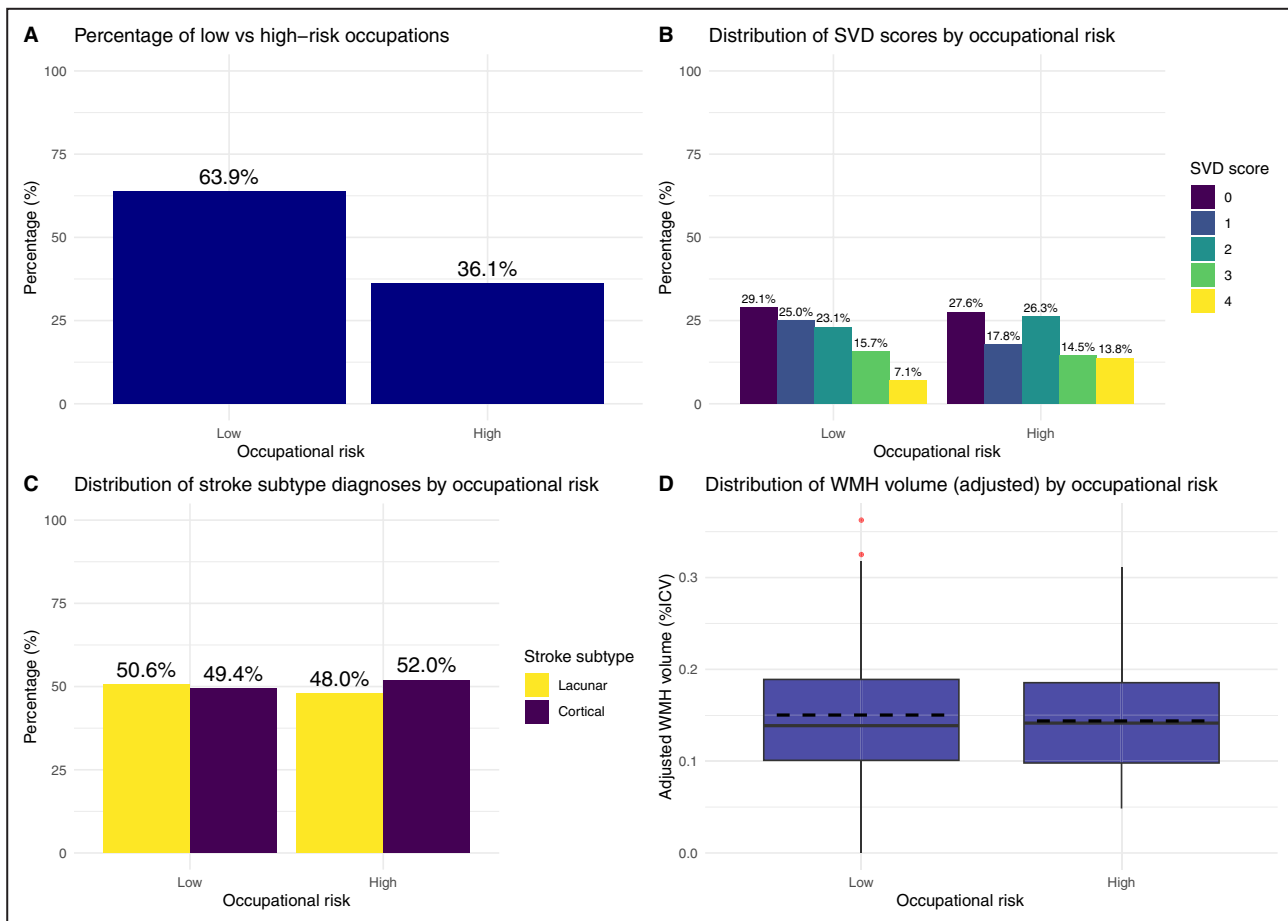 A Percentage of low vs high-risk occupations
Percentage (%)
100
75
50
25
0
63.9%
36.1%
Low
High
Occupational risk
B Distribution of SVD scores by occupational risk
Percentage (%)
100
75
50
25
0
29.1%
25.0%
23.1%
15.7%
7.1%
27.6%
17.8%
26.3%
14.5%
13.8%
Low
High
Occupational risk
SVD score
0
1
2
3
4
C Distribution of stroke subtype diagnoses by occupational risk
Percentage (%)
100
75
50
25
0
50.6%
49.4%
48.0%
52.0%
Low
High
Occupational risk
Stroke subtype
Lacunar
Cortical
D Distribution of WMH volume (adjusted) by occupational risk
Adjusted WMH volume (%ICV)
0.3
0.2
0.1
0.0
Low
High
Occupational risk